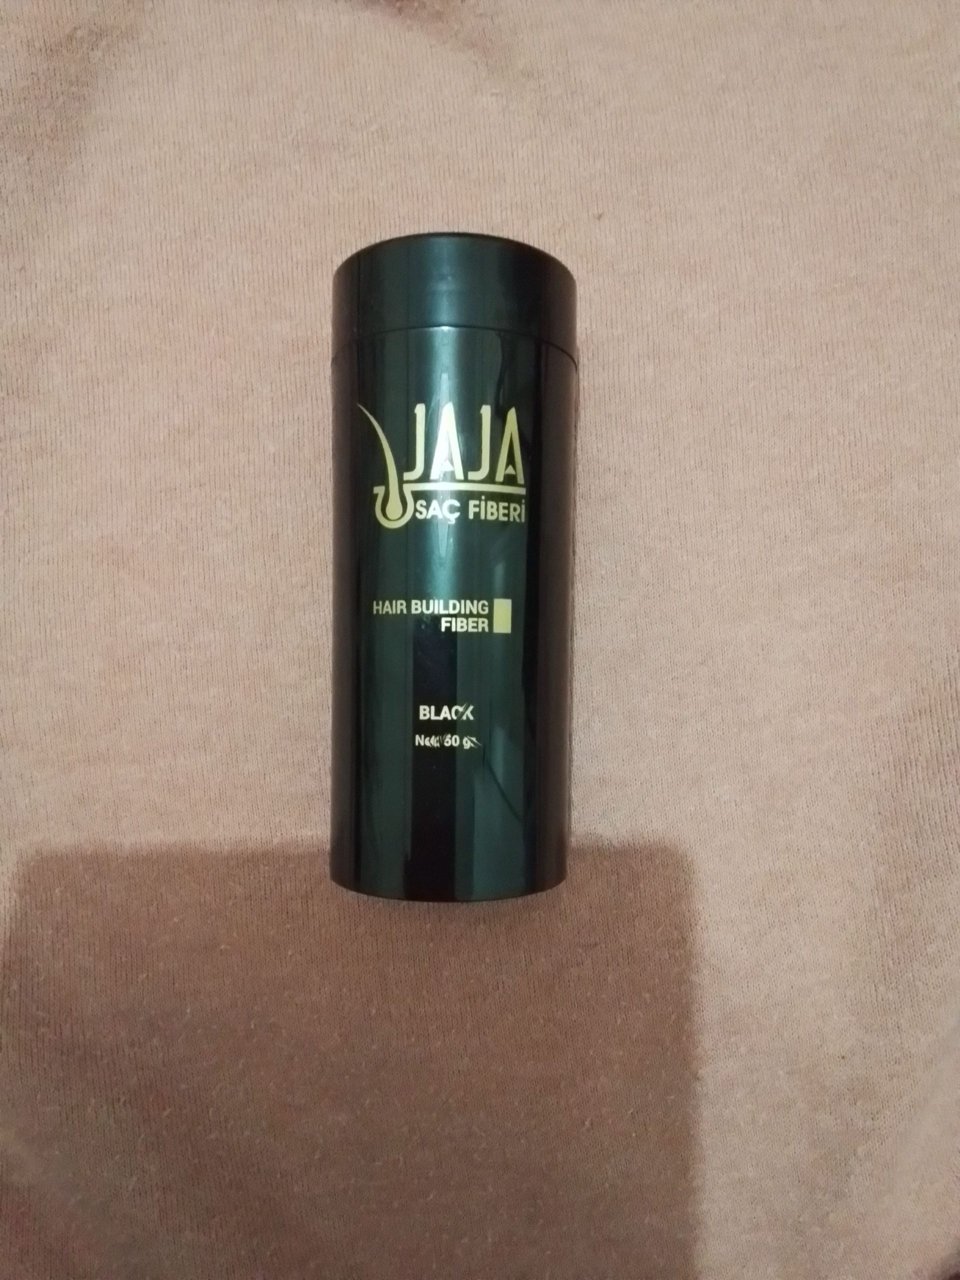 JAJA
SAÇ FİBERİ
HAIR BUILDING
FIBER
BLACK